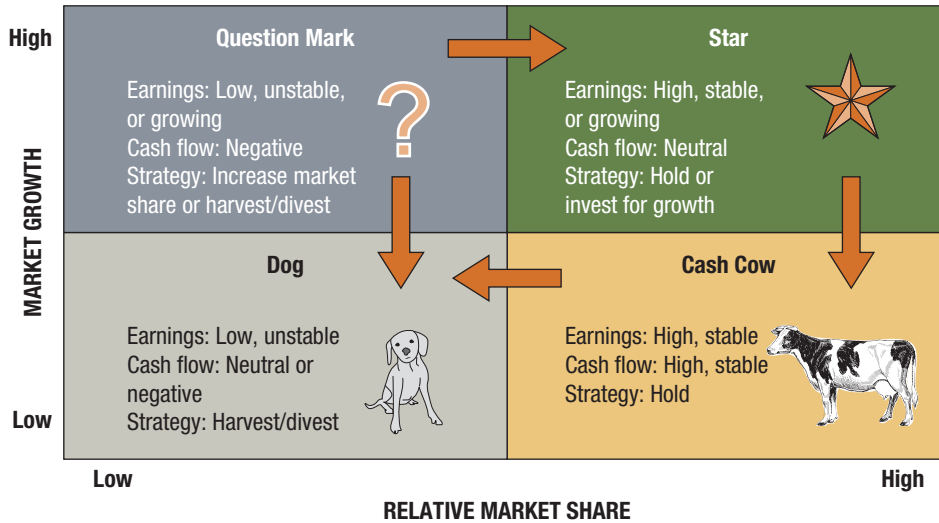 High
Question Mark
Earnings: Low, unstable,
or growing
Cash flow: Negative
Strategy: Increase market
share or harvest/divest
?
Star
Earnings: High, stable,
or growing
Cash flow: Neutral
Strategy: Hold or
invest for growth
MARKET GROWTH
Dog
Earnings: Low, unstable
Cash flow: Neutral or
negative
Strategy: Harvest/divest
Cash Cow
Earnings: High, stable
Cash flow: High, stable
Strategy: Hold
Low
Low
High
RELATIVE MARKET SHARE